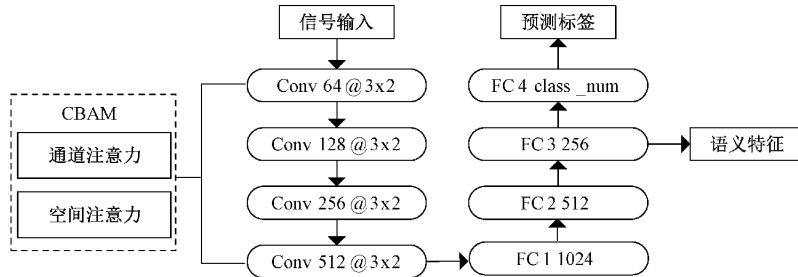 信号输入
预测标签
Conv 64@3x2
FC 4 class _num
CBAM
通道注意力
Conv 128@3x2
FC 3 256
语义特征
空间注意力
Conv 256@3x2
FC 2 512
Conv 512@3x2
FC 1 1024